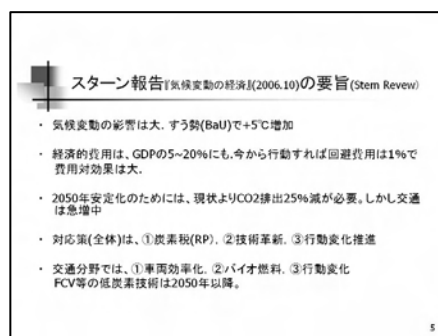 スターン報告『気候変動の経済』(2006.10)の要旨(Stern Revew)
・ 気候変動の影響は大．すう勢(BaU)で+5℃増加
・ 経済的費用は、GDPの5~20%にも.今から行動すれば回避費用は1%で
費用対効果は大．
・ 2050年安定化のためには、現状よりCO2排出25%減が必要。しかし交通
は急増中
・ 対応策(全体)は、①炭素税(RP)．②技術革新．③行動変化推進
・ 交通分野では、①車両効率化．②バイオ燃料．③行動変化
FCV等の低炭素技術は2050年以降。
5